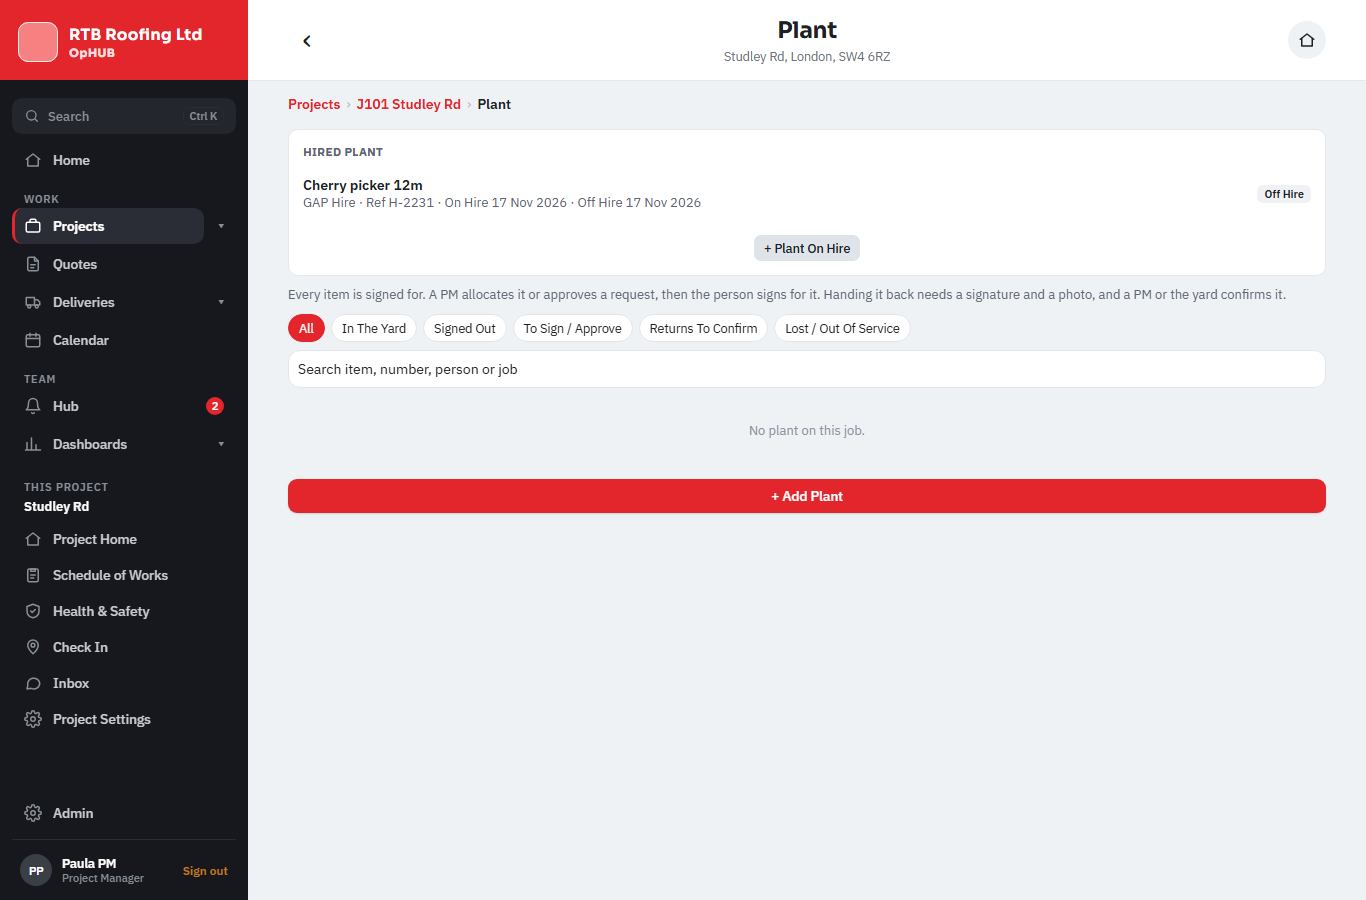 RTB Roofing Ltd
OpHUB
Search Ctrl K
Home
WORK
Projects
Quotes
Deliveries
Calendar
TEAM
Hub 2
Dashboards
THIS PROJECT
Studley Rd
Project Home
Schedule of Works
Health & Safety
Check In
Inbox
Project Settings
Admin
PP Paula PM
Project Manager
Sign out
Plant
Studley Rd, London, SW4 6RZ
Projects › J101 Studley Rd › Plant
HIRED PLANT
Cherry picker 12m
GAP Hire · Ref H-2231 · On Hire 17 Nov 2026 · Off Hire 17 Nov 2026
Off Hire
+ Plant On Hire
Every item is signed for. A PM allocates it or approves a request, then the person signs for it. Handing it back needs a signature and a photo, and a PM or the yard confirms it.
All In The Yard Signed Out To Sign / Approve Returns To Confirm Lost / Out Of Service
Search item, number, person or job
No plant on this job.
+ Add Plant